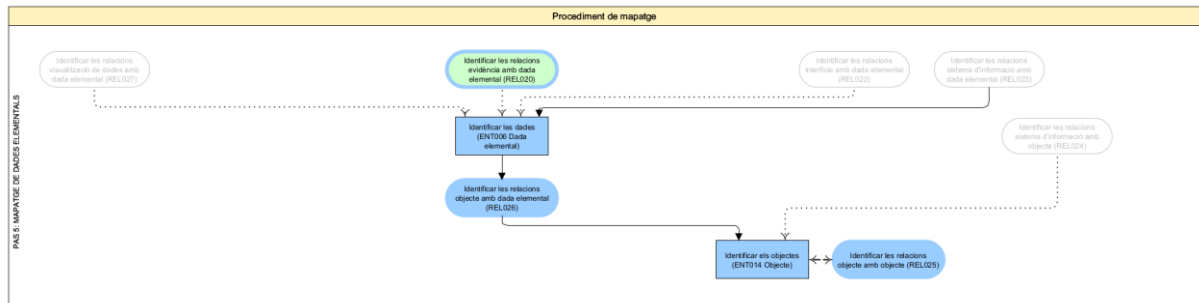 Procediment de mapatge
PAS 5: MAPATGE DE DADES ELEMENTALS
Identificar les relacions
visualització de dades amb
dada elemental (REL027)
Identificar les relacions
evidència amb dada
elemental (REL020)
Identificar les relacions
interfície amb dada elemental
(REL022)
Identificar les relacions
sistema d'informació amb
dada elemental (REL023)
Identificar les dades
(ENT006 Dada
elemental)
Identificar les relacions
sistema d'informació amb
objecte (REL024)
Identificar les relacions
objecte amb dada elemental
(REL026)
Identificar els objectes
(ENT014 Objecte)
Identificar les relacions
objecte amb objecte (REL025)